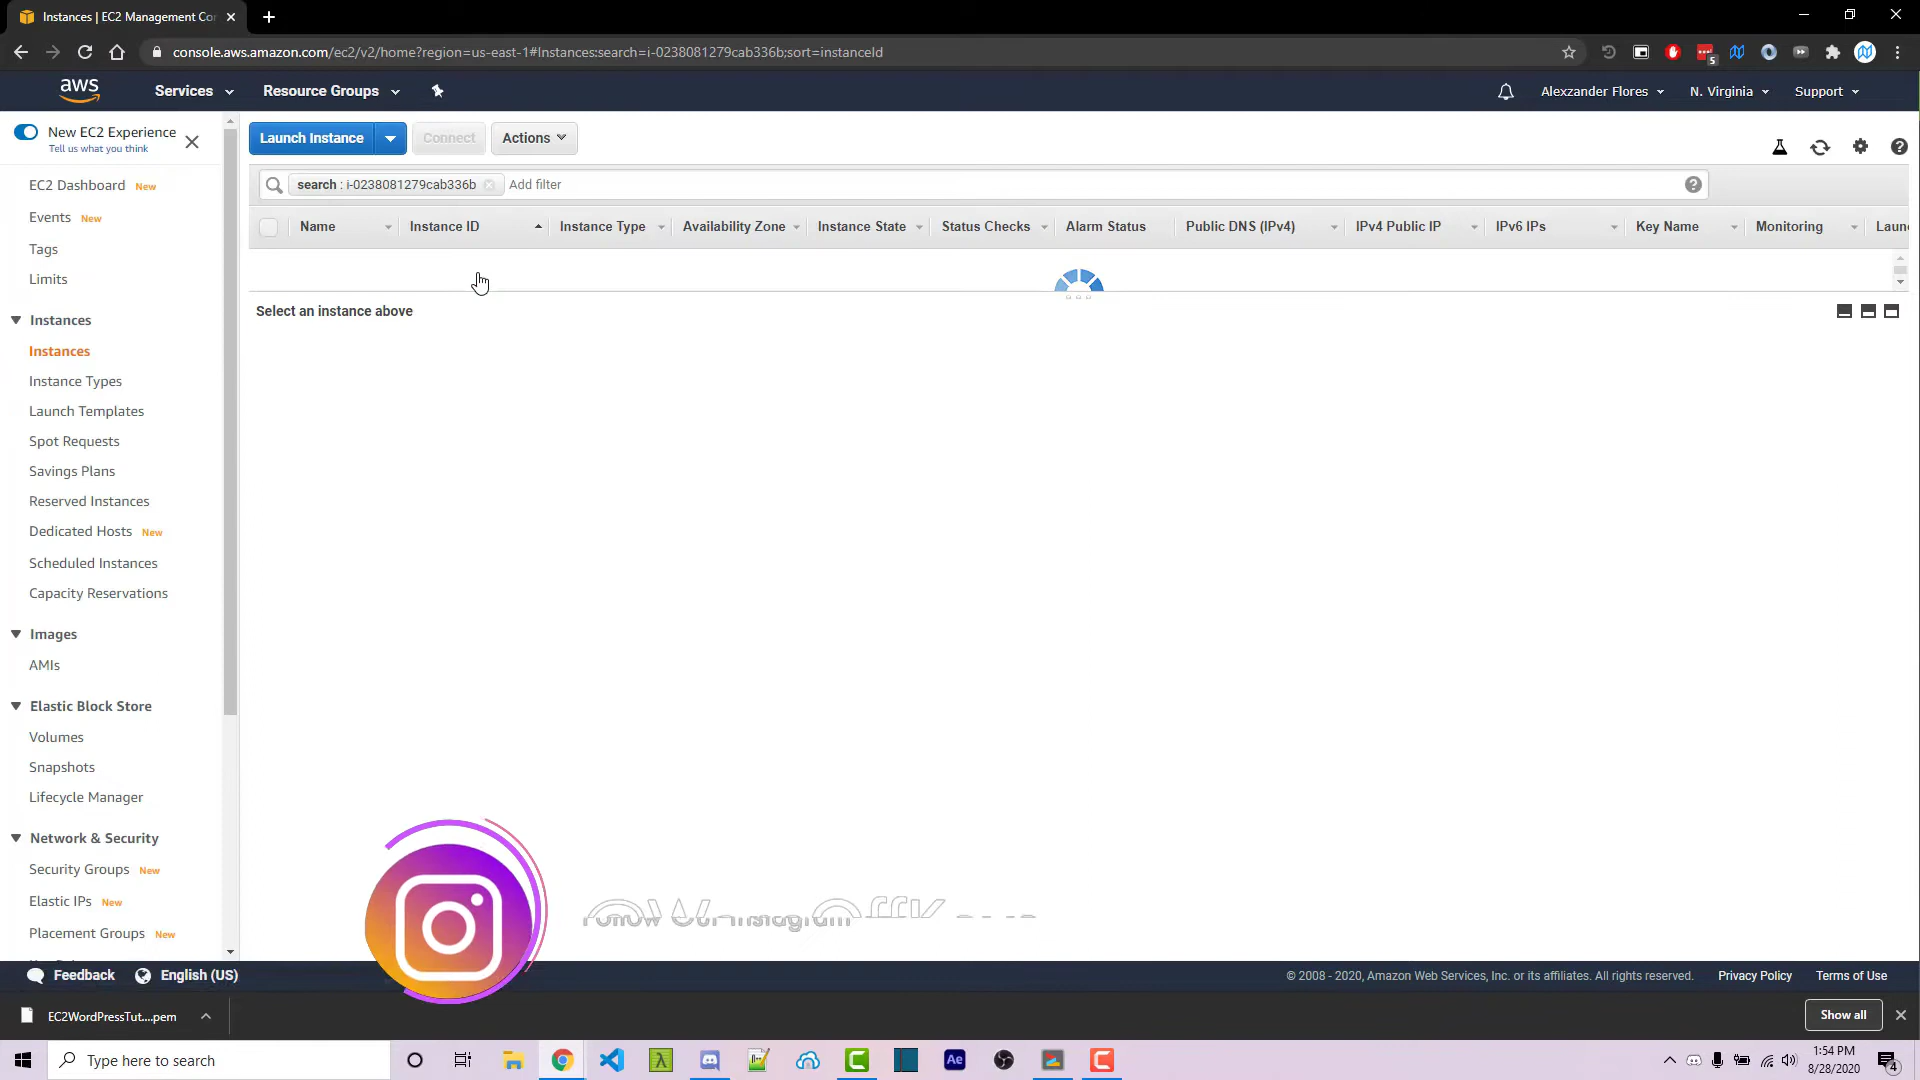 Instances | EC2 Management Co
console.aws.amazon.com/ec2/v2/home?region=us-east-1#Instances:search=i-0238081279cab336b;sort=instanceId
5
aws
Services
Resource Groups
Alexzander Flores
N. Virginia
Support
New EC2 Experience
Tell us what you think
Launch Instance
Connect
Actions
search : i-0238081279cab336b
Add filter
Name
Instance ID
Instance Type
Availability Zone
Instance State
Status Checks
Alarm Status
Public DNS (IPv4)
IPv4 Public IP
IPv6 IPs
Key Name
Monitoring
Laun
Select an instance above
EC2 Dashboard New
Events New
Tags
Limits
Instances
Instances
Instance Types
Launch Templates
Spot Requests
Savings Plans
Reserved Instances
Dedicated Hosts New
Scheduled Instances
Capacity Reservations
Images
AMIs
Elastic Block Store
Volumes
Snapshots
Lifecycle Manager
Network & Security
Security Groups New
Elastic IPs New
Placement Groups New
Feedback
English (US)
© 2008 - 2020, Amazon Web Services, Inc. or its affiliates. All rights reserved.
Privacy Policy
Terms of Use
EC2WordPressTut....pem
Show all
Type here to search
Ae
1:54 PM
8/28/2020
4